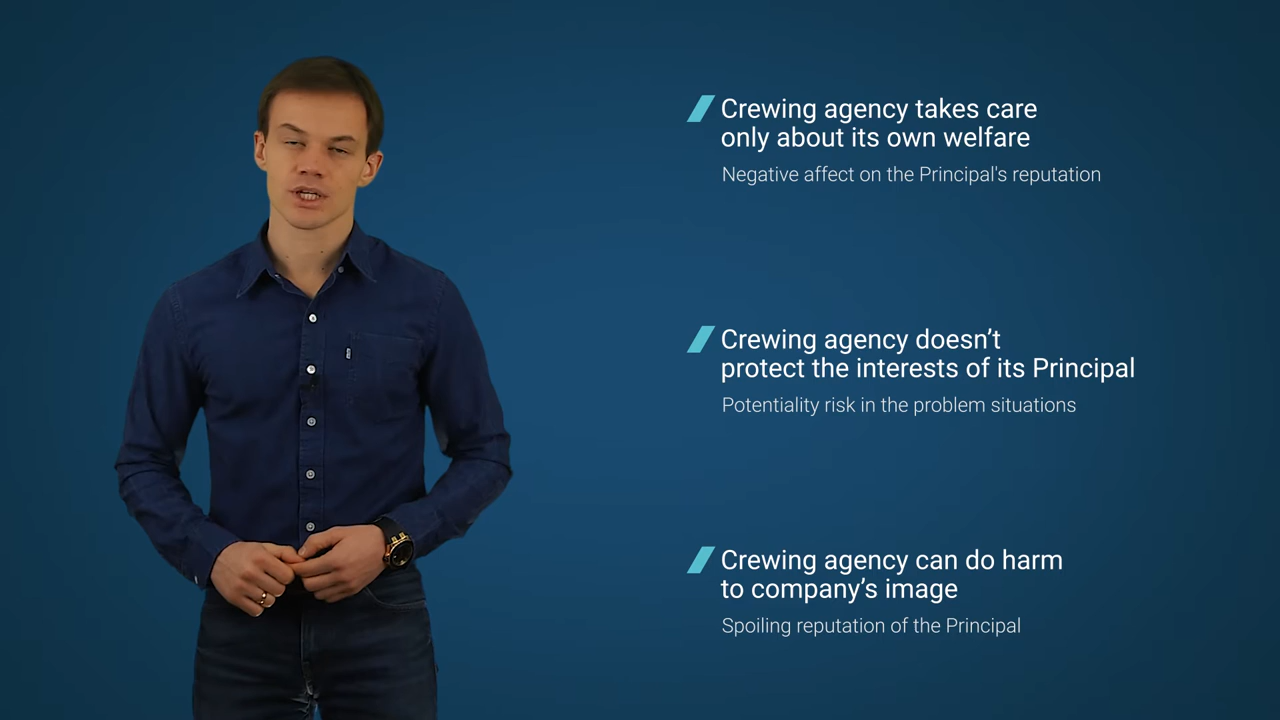 Crewing agency takes care
only about its own welfare
Negative affect on the Principal's reputation
Crewing agency doesn’t
protect the interests of its Principal
Potentiality risk in the problem situations
Crewing agency can do harm
to company’s image
Spoiling reputation of the Principal